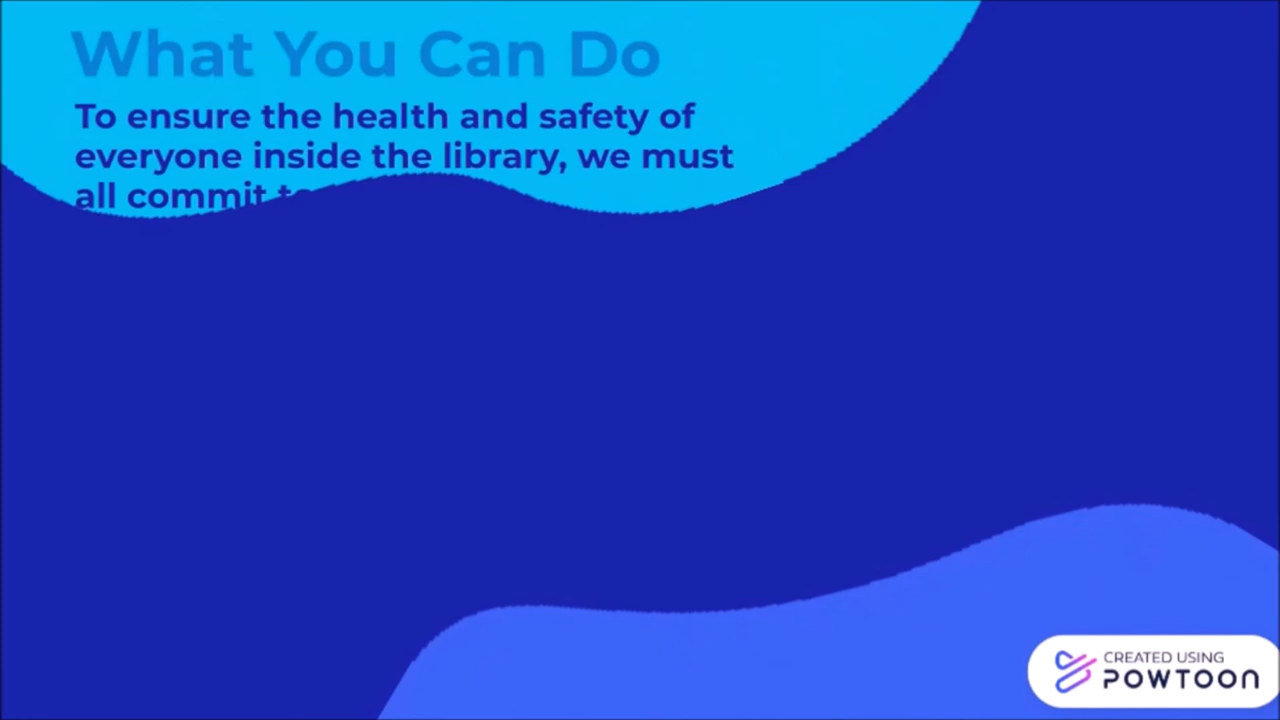 What You Can Do
To ensure the health and safety of
everyone inside the library, we must
all commit to
CREATED USING
POWTOON